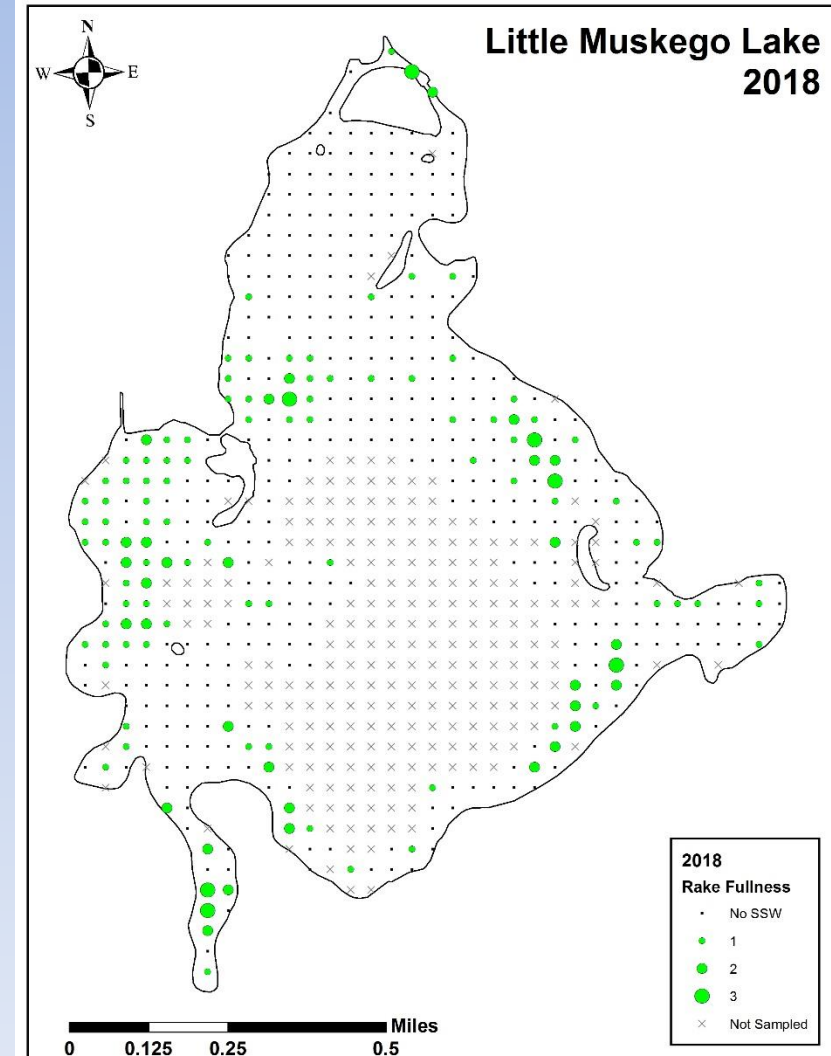 Little Muskego Lake
2018
N
W E
S
2018
Rake Fullness
No SSW
1
2
3
Not Sampled
Miles
0 0.125 0.25 0.5